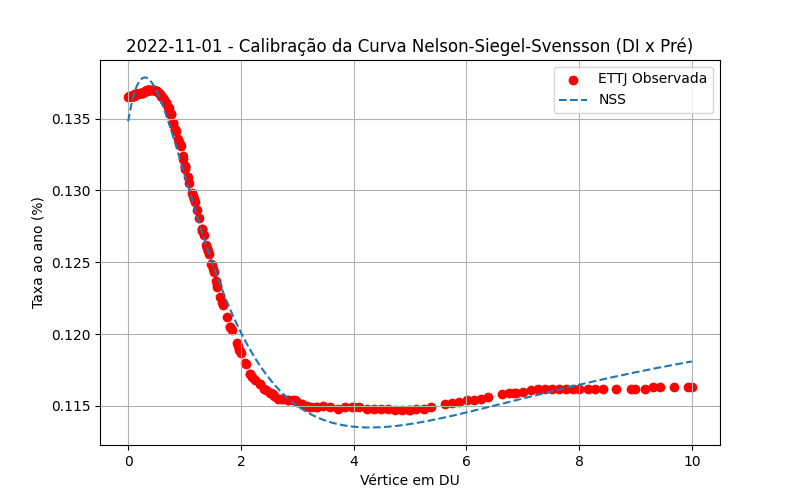 2022-11-01 - Calibração da Curva Nelson-Siegel-Svensson (DI x Pré)
ETTJ Observada
NSS
Taxa ao ano (%)
0.135
0.130
0.125
0.120
0.115
0 2 4 6 8 10
Vértice em DU